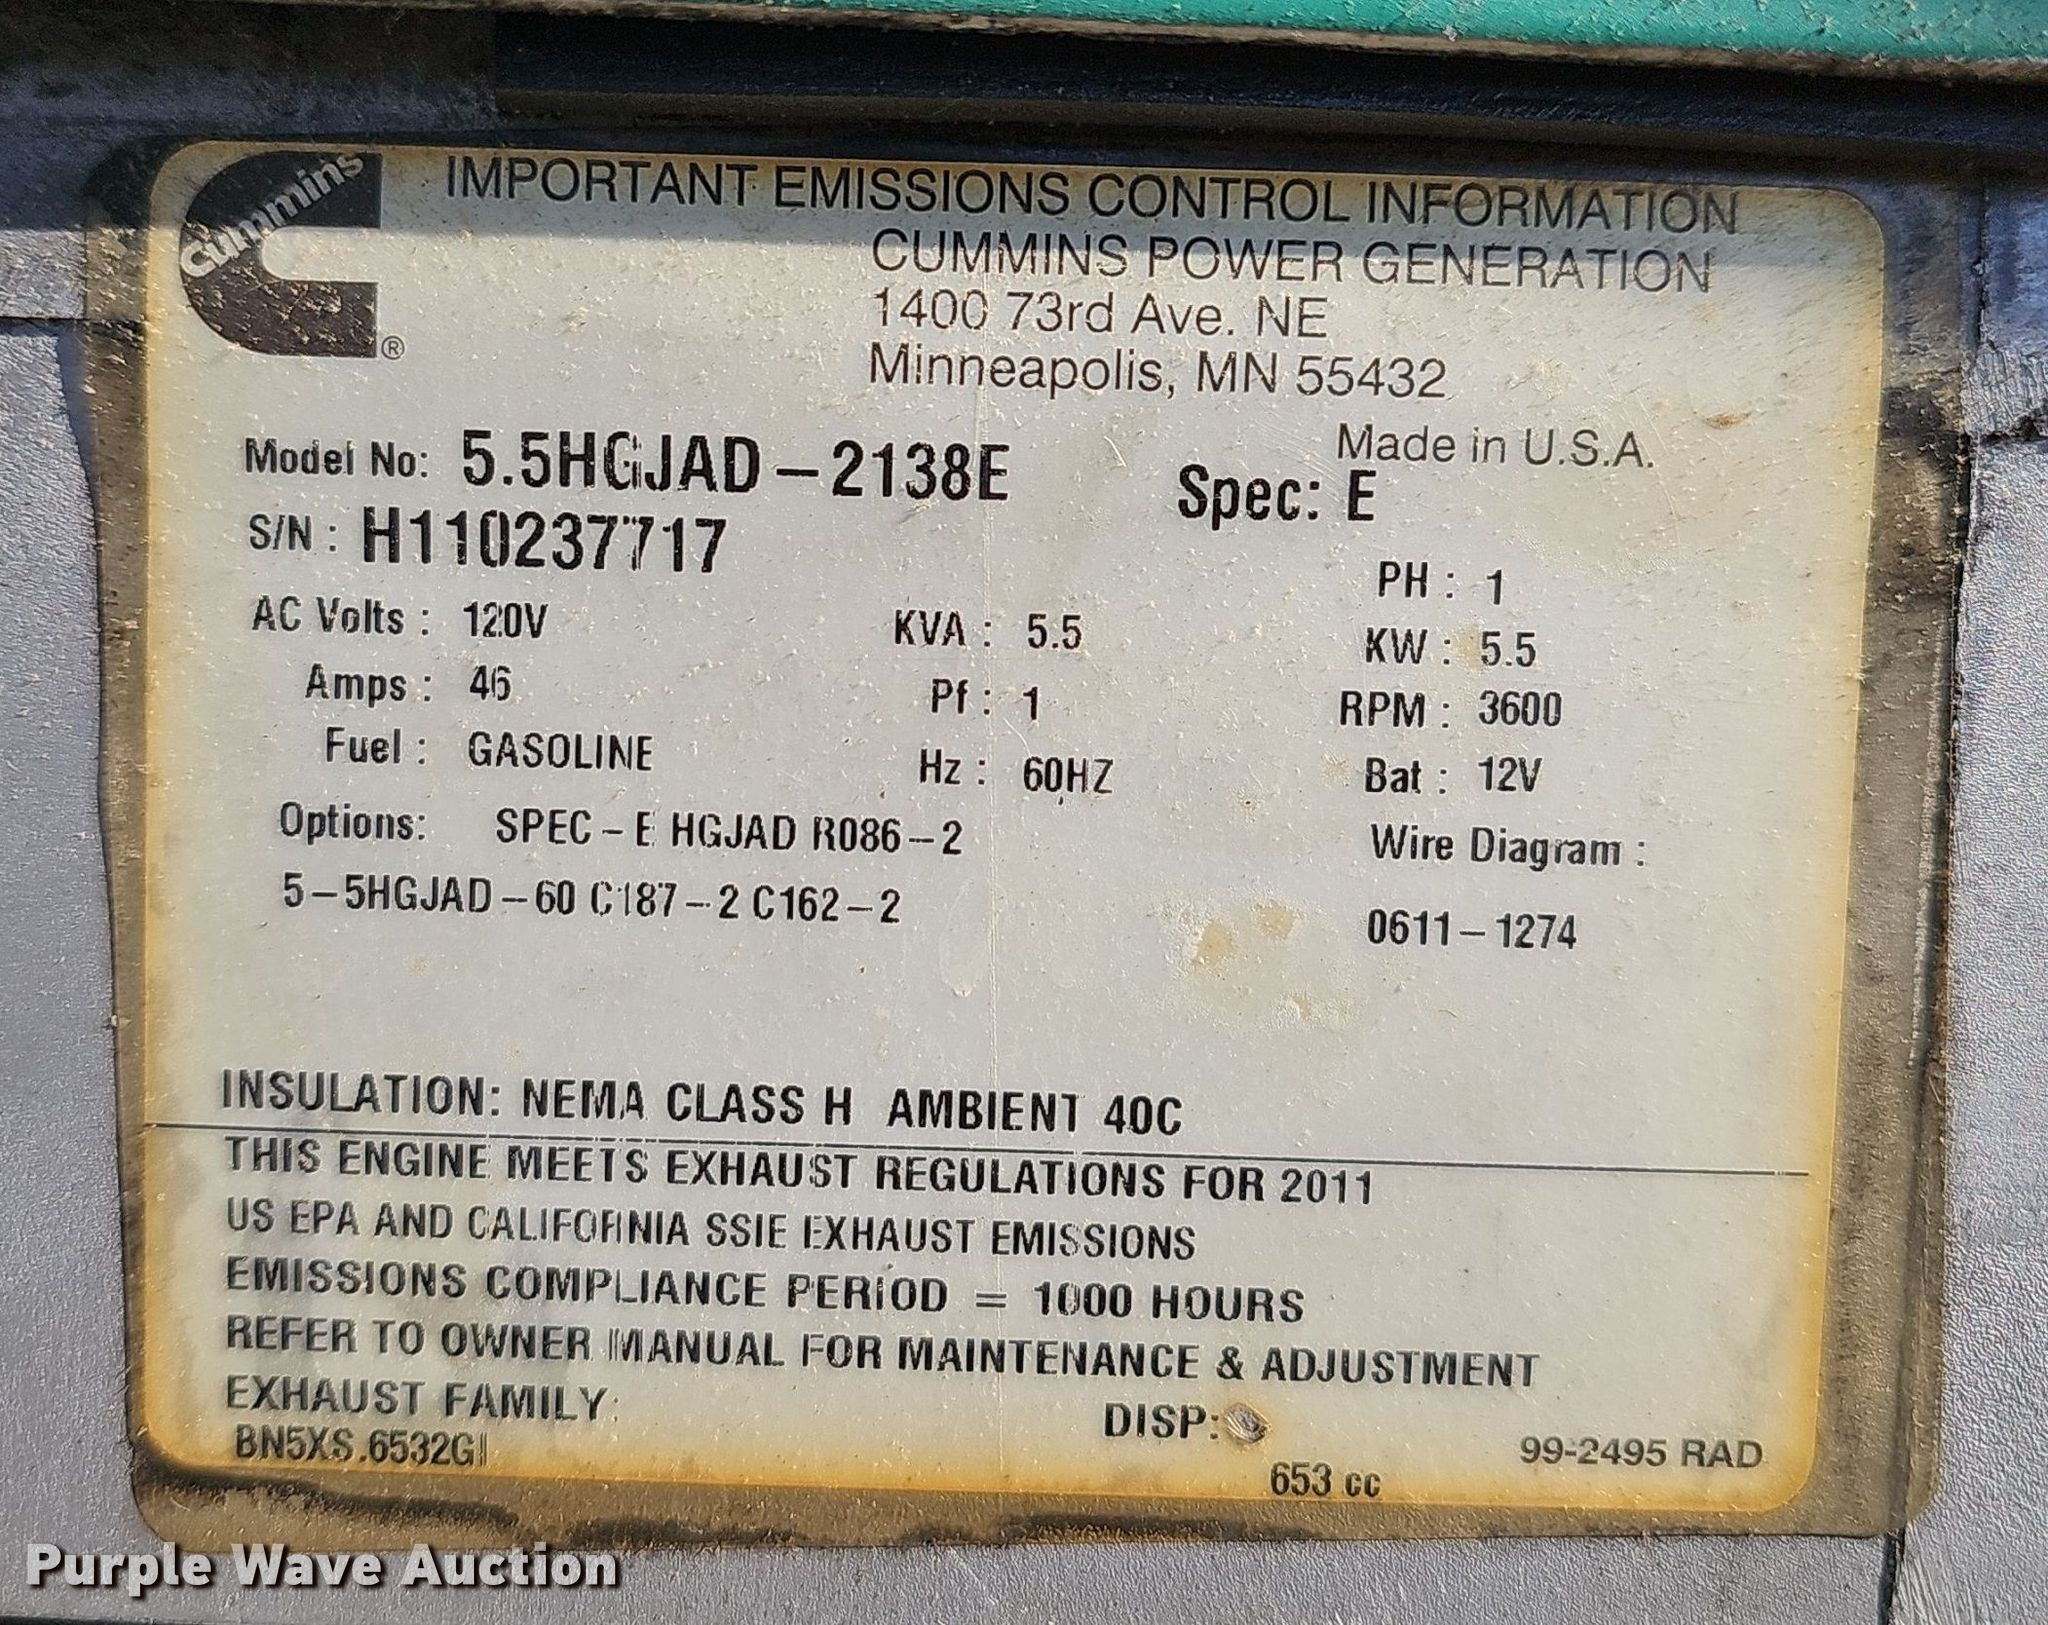 Cummins ®
IMPORTANT EMISSIONS CONTROL INFORMATION
CUMMINS POWER GENERATION
1400 73rd Ave. NE
Minneapolis, MN 55432
Made in U.S.A.
Model No: 5.5HGJAD-2138E Spec: E
S/N: H110237717
PH: 1
AC Volts: 120V KVA: 5.5 KW: 5.5
Amps: 46 Pf: 1 RPM: 3600
Fuel: GASOLINE Hz: 60HZ Bat: 12V
Options: SPEC-E HGJAD R086-2 Wire Diagram:
5-5HGJAD-60 C187-2 C162-2 0611-1274
INSULATION: NEMA CLASS H AMBIENT 40C
THIS ENGINE MEETS EXHAUST REGULATIONS FOR 2011
US EPA AND CALIFORNIA SSIE EXHAUST EMISSIONS
EMISSIONS COMPLIANCE PERIOD = 1000 HOURS
REFER TO OWNER MANUAL FOR MAINTENANCE & ADJUSTMENT
EXHAUST FAMILY: DISP:
99-2495 RAD
653 cc
Purple Wave Auction